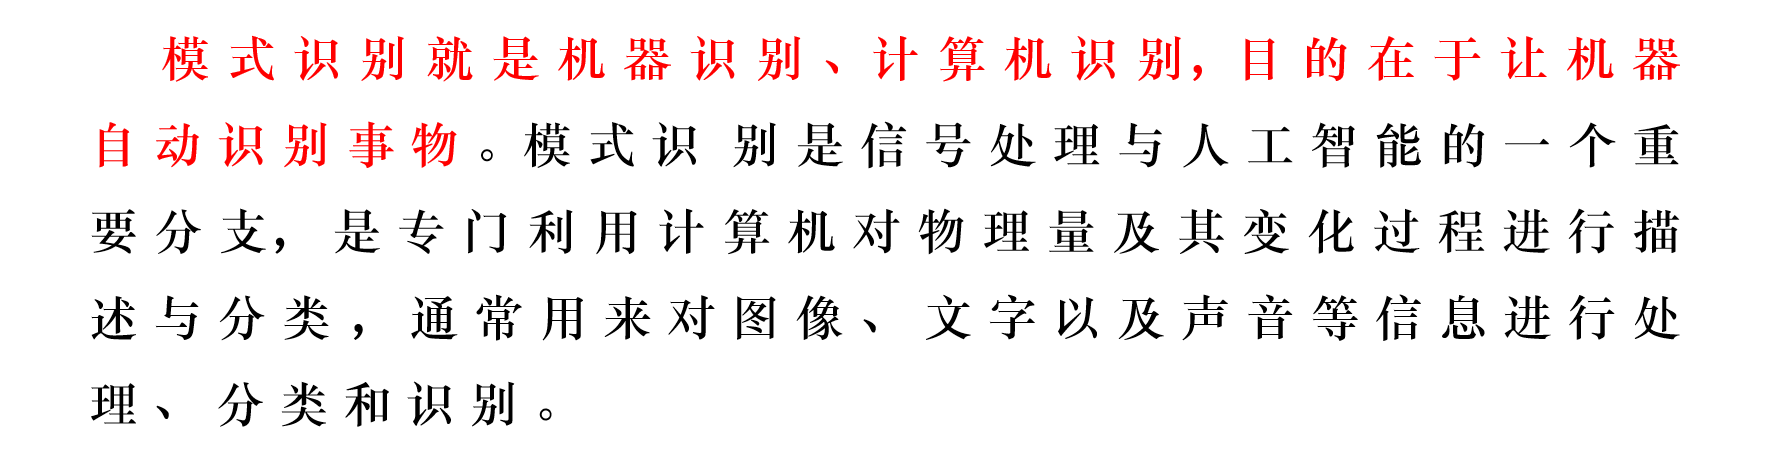 模式识别就是机器识别、计算机识别,目的在于让机器
自动识别事物。模式识 别是信号处理与人工智能的一个重
要分支，是专门利用计算机对物理量及其变化过程进行描
述与分类，通常用来对图像、文字以及声音等信息进行处
理、分类和识别。